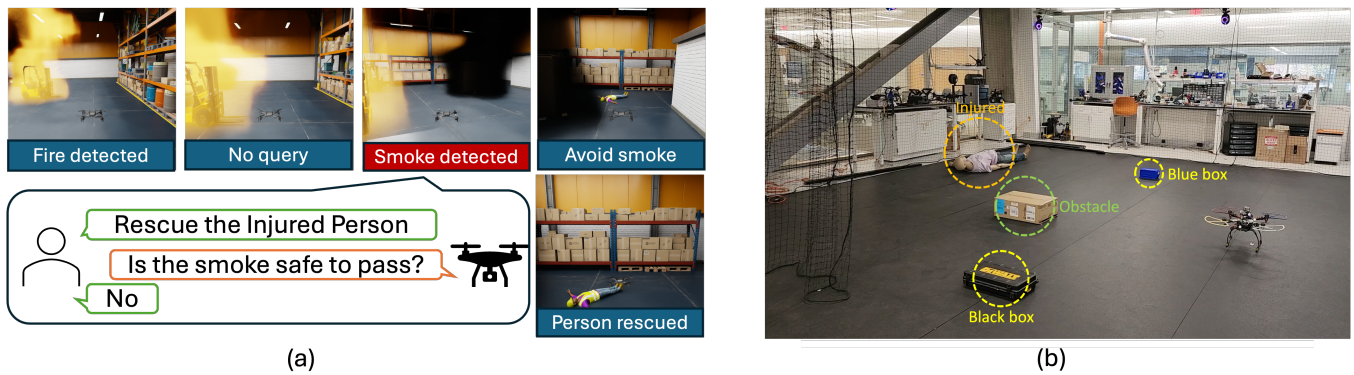 Fire detected
No query
Smoke detected
Avoid smoke
Rescue the Injured Person
Is the smoke safe to pass?
No
Person rescued
(a)
Injured
Blue box
Obstacle
DEWALT
Black box
(b)